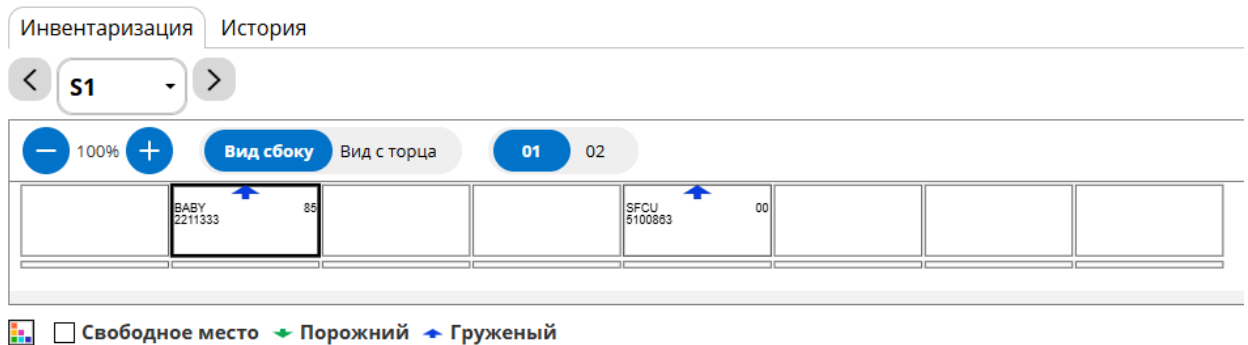 Инвентаризация История
S1
100% Вид сбоку Вид с торца 01 02
BABY 85 SFCU 00
2211333 5100863
Свободное место Порожний Груженый